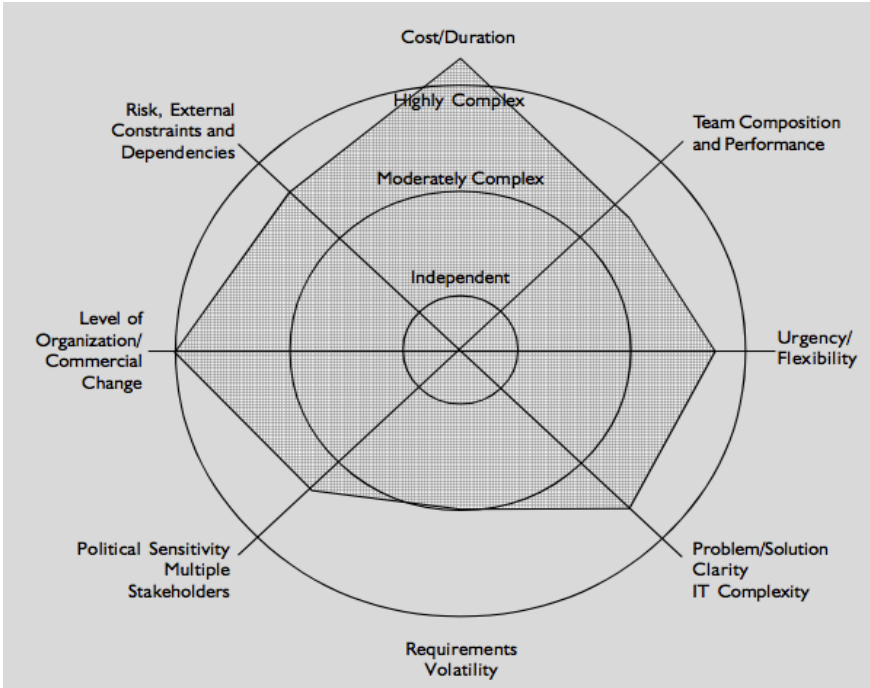 Cost/Duration
Highly Complex
Risk, External
Constraints and
Dependencies
Team Composition
and Performance
Moderately Complex
Independent
Level of
Organization/
Commercial
Change
Urgency/
Flexibility
Political Sensitivity
Multiple
Stakeholders
Problem/Solution
Clarity
IT Complexity
Requirements
Volatility